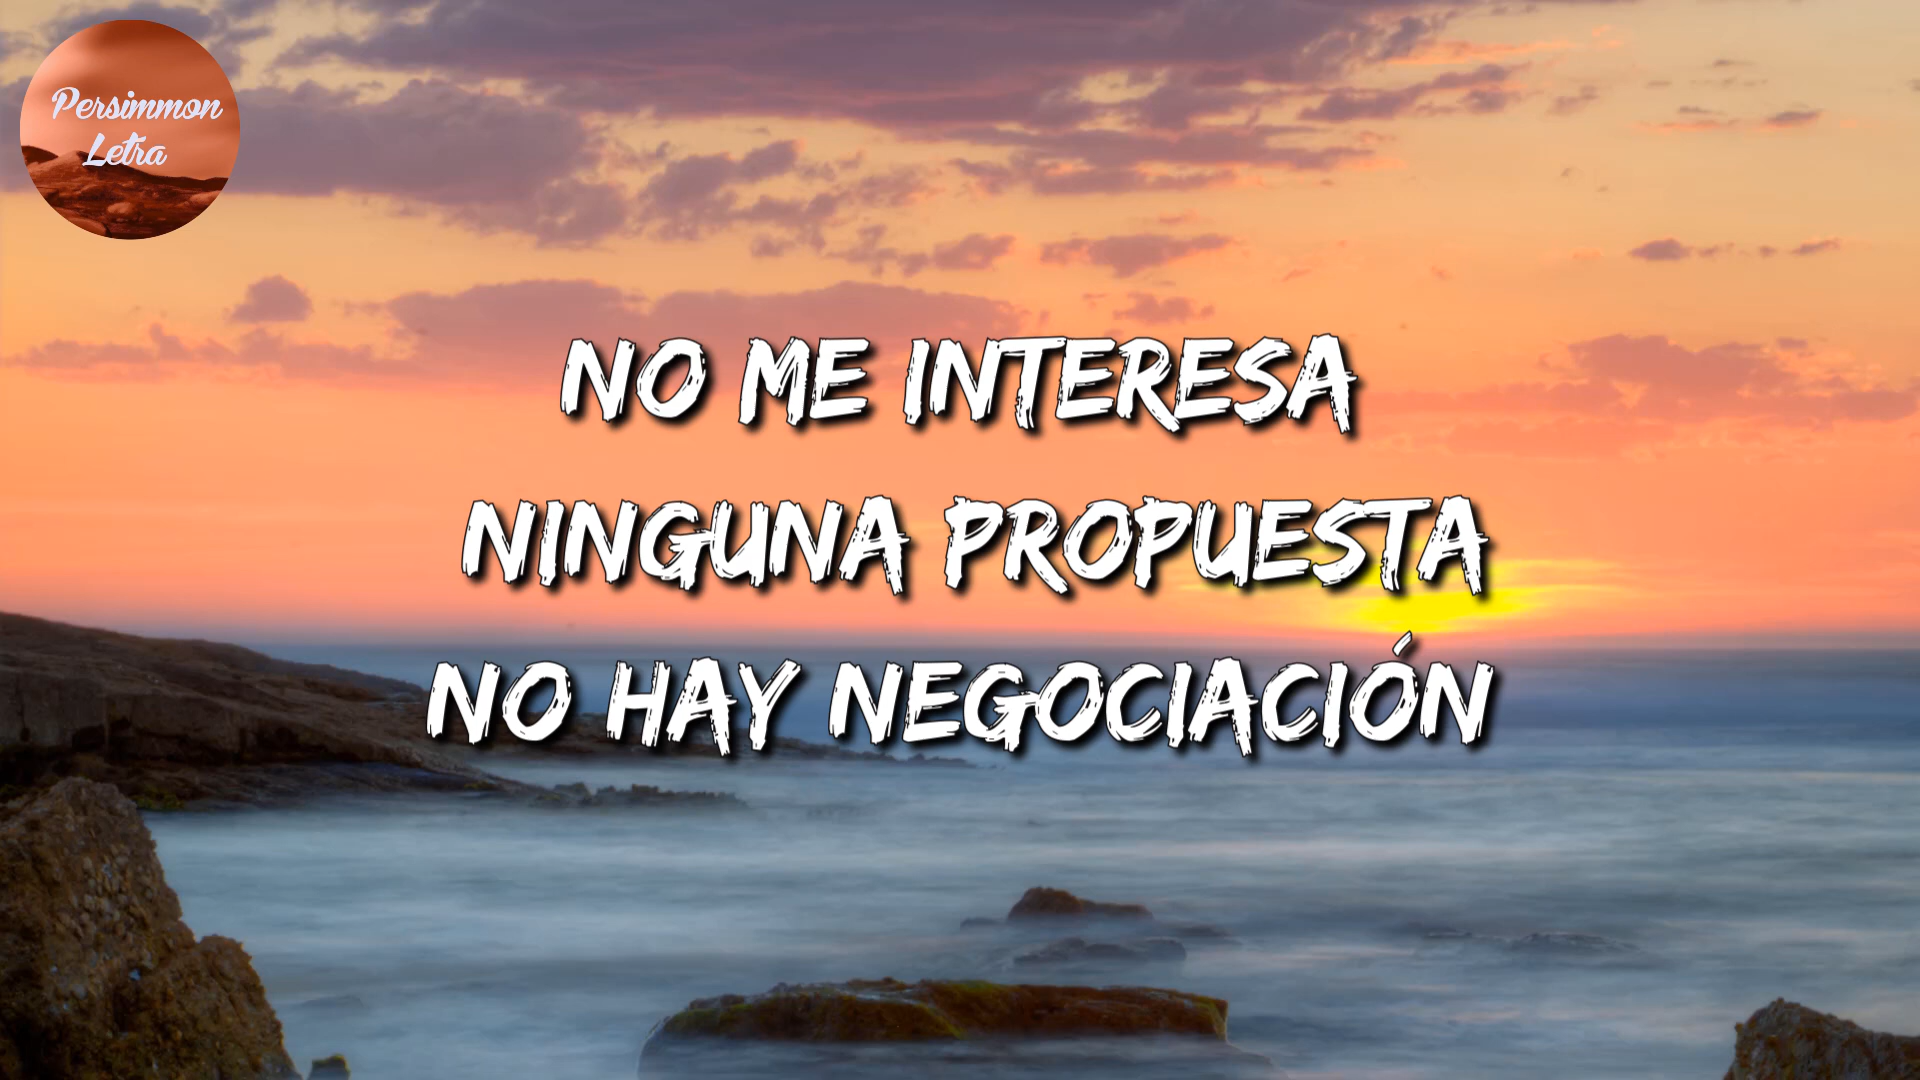 Persimmon
Letra
NO ME INTERESA
NINGUNA PROPUESTA
NO HAY NEGOCIACIÓN